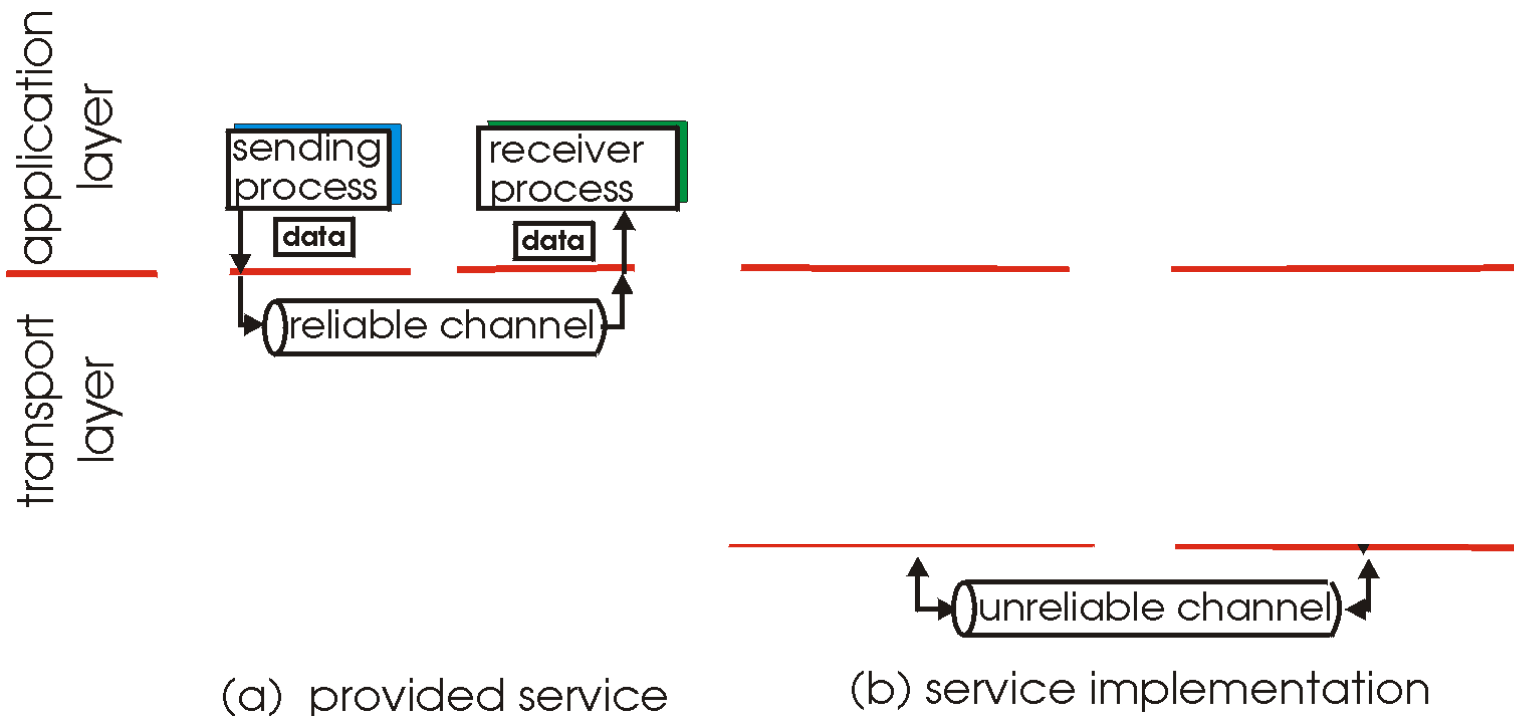 application
layer
transport
layer
sending
process
receiver
process
data
data
reliable channel
unreliable channel
(a) provided service
(b) service implementation